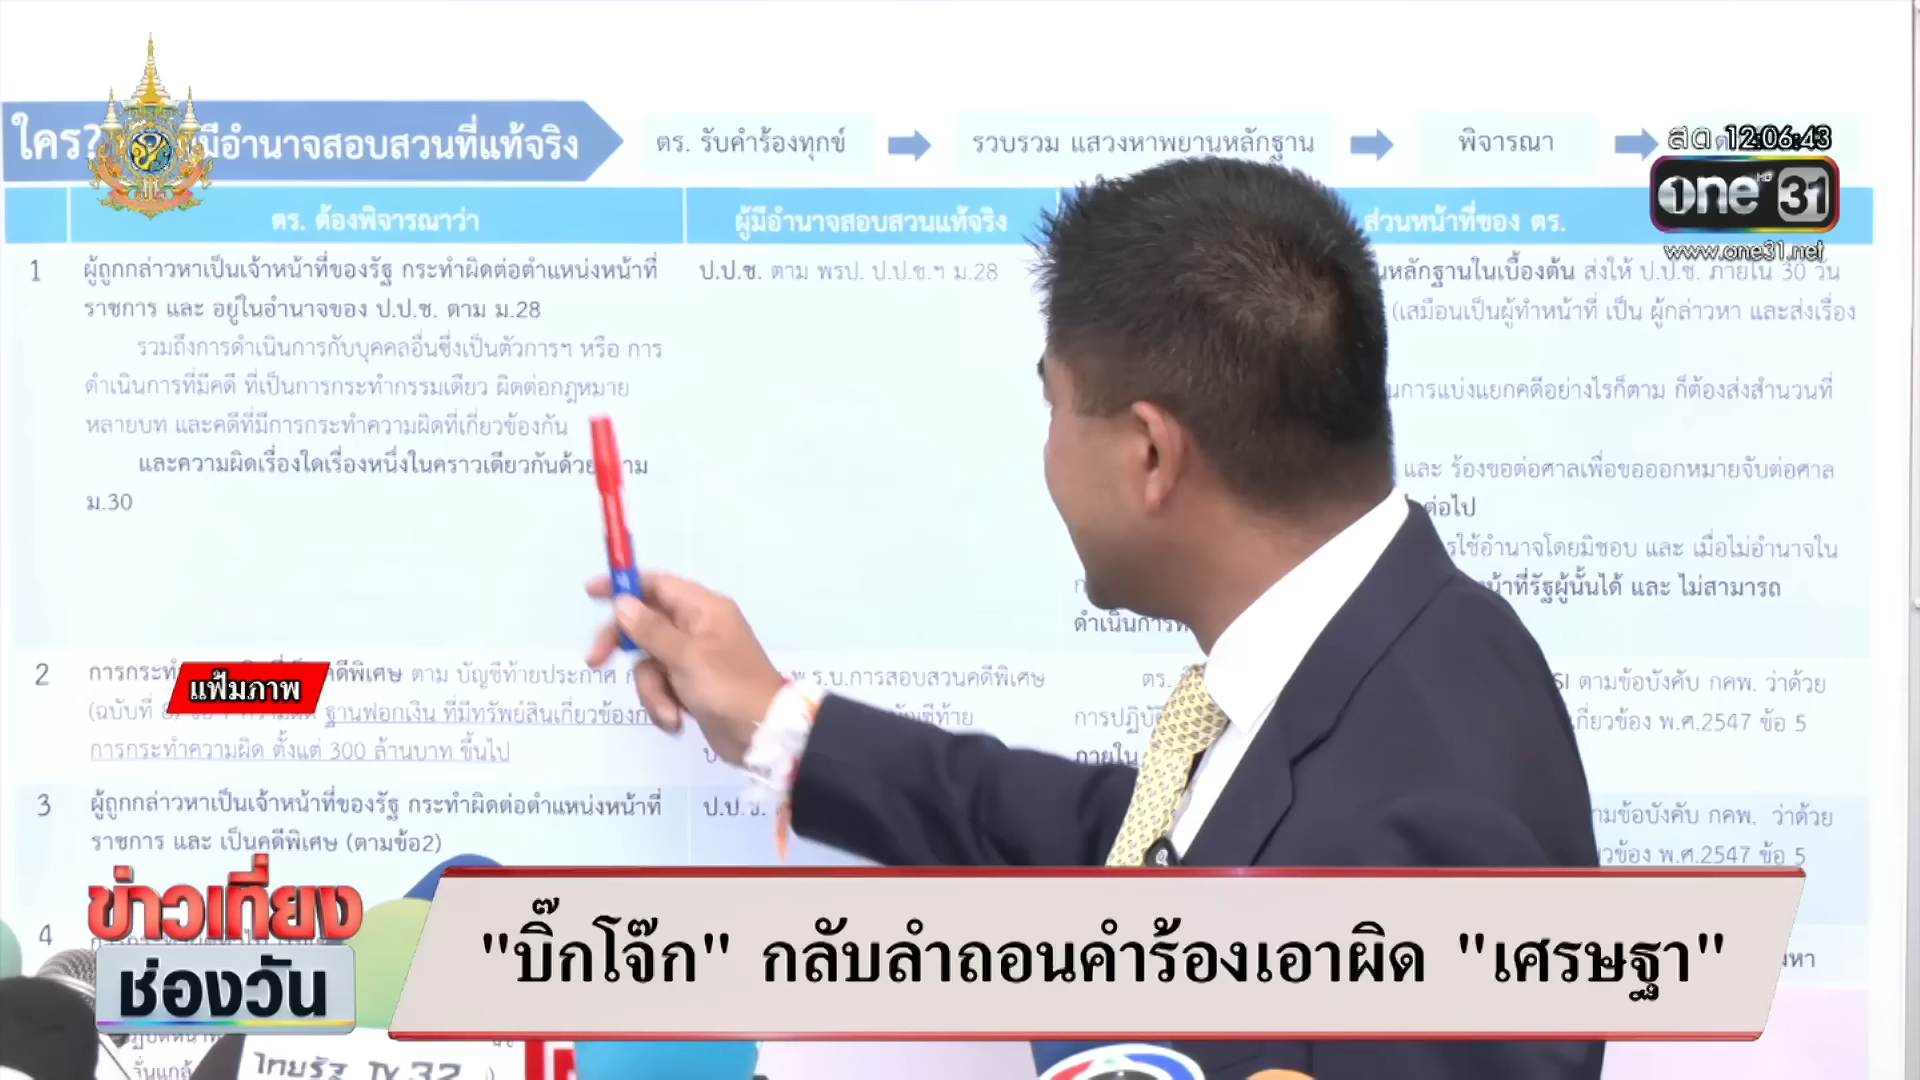 ใคร?
มีอำนาจสอบสวนที่แท้จริง
ตร. รับคำร้องทุกข์
รวบรวม แสวงหาพยานหลักฐาน
พิจารณา
สด 12:06:43
one 31
HD
www.one31.net
ตร. ต้องพิจารณาว่า
ผู้มีอำนาจสอบสวนแท้จริง
ส่วนหน้าที่ของ ตร.
1
ผู้ถูกกล่าวหาเป็นเจ้าหน้าที่ของรัฐ กระทำผิดต่อตำแหน่งหน้าที่
ราชการ และ อยู่ในอำนาจของ ป.ป.ช. ตาม ม.28
รวมถึงการดำเนินการกับบุคคลอื่นซึ่งเป็นตัวการฯ หรือ การ
ดำเนินการที่มีคดี ที่เป็นการกระทำกรรมเดียว ผิดต่อกฎหมาย
หลายบท และคดีที่มีการกระทำความผิดที่เกี่ยวข้องกัน
และความผิดเรื่องใดเรื่องหนึ่งในคราวเดียวกันด้วย
ม.30
ป.ป.ช. ตาม พรป. ป.ป.ช.ฯ ม.28
หลักฐานในเบื้องต้น ส่งให้ ป.ป.ช. ภายใน 30 วัน
(เสมือนเป็นผู้ทำหน้าที่ เป็น ผู้กล่าวหา และส่งเรื่อง
การแบ่งแยกคดีอย่างไรก็ตาม ก็ต้องส่งสำนวนที่
และ ร้องขอต่อศาลเพื่อขอออกหมายจับต่อศาล
ต่อไป
ใช้อำนาจโดยมิชอบ และ เมื่อไม่อำนาจใน
หน้าที่รัฐผู้นั้นได้ และ ไม่สามารถ
2
คดีพิเศษ ตาม บัญชีท้ายประกาศ
(ฉบับที่
ฐานฟอกเงิน ที่มีทรัพย์สินเกี่ยวข้อง
การกระทำความผิด ตั้งแต่ 300 ล้านบาท ขึ้นไป
พ.ร.บ.การสอบสวนคดีพิเศษ
บัญชีท้าย
ตร.
ตามข้อบังคับ กคพ. ว่าด้วย
เกี่ยวข้อง พ.ศ.2547 ข้อ 5
ภายใน
แฟ้มภาพ
3
ผู้ถูกกล่าวหาเป็นเจ้าหน้าที่ของรัฐ กระทำผิดต่อตำแหน่งหน้าที่
ราชการ และ เป็นคดีพิเศษ (ตามข้อ2)
ป.ป.ช.
ตามข้อบังคับ กคพ. ว่าด้วย
พ.ศ.2547 ข้อ 5
4
ข่าวเที่ยง
ช่องวัน
"บิ๊กโจ๊ก" กลับลำถอนคำร้องเอาผิด "เศรษฐา"
ไทยรัฐ TV 32